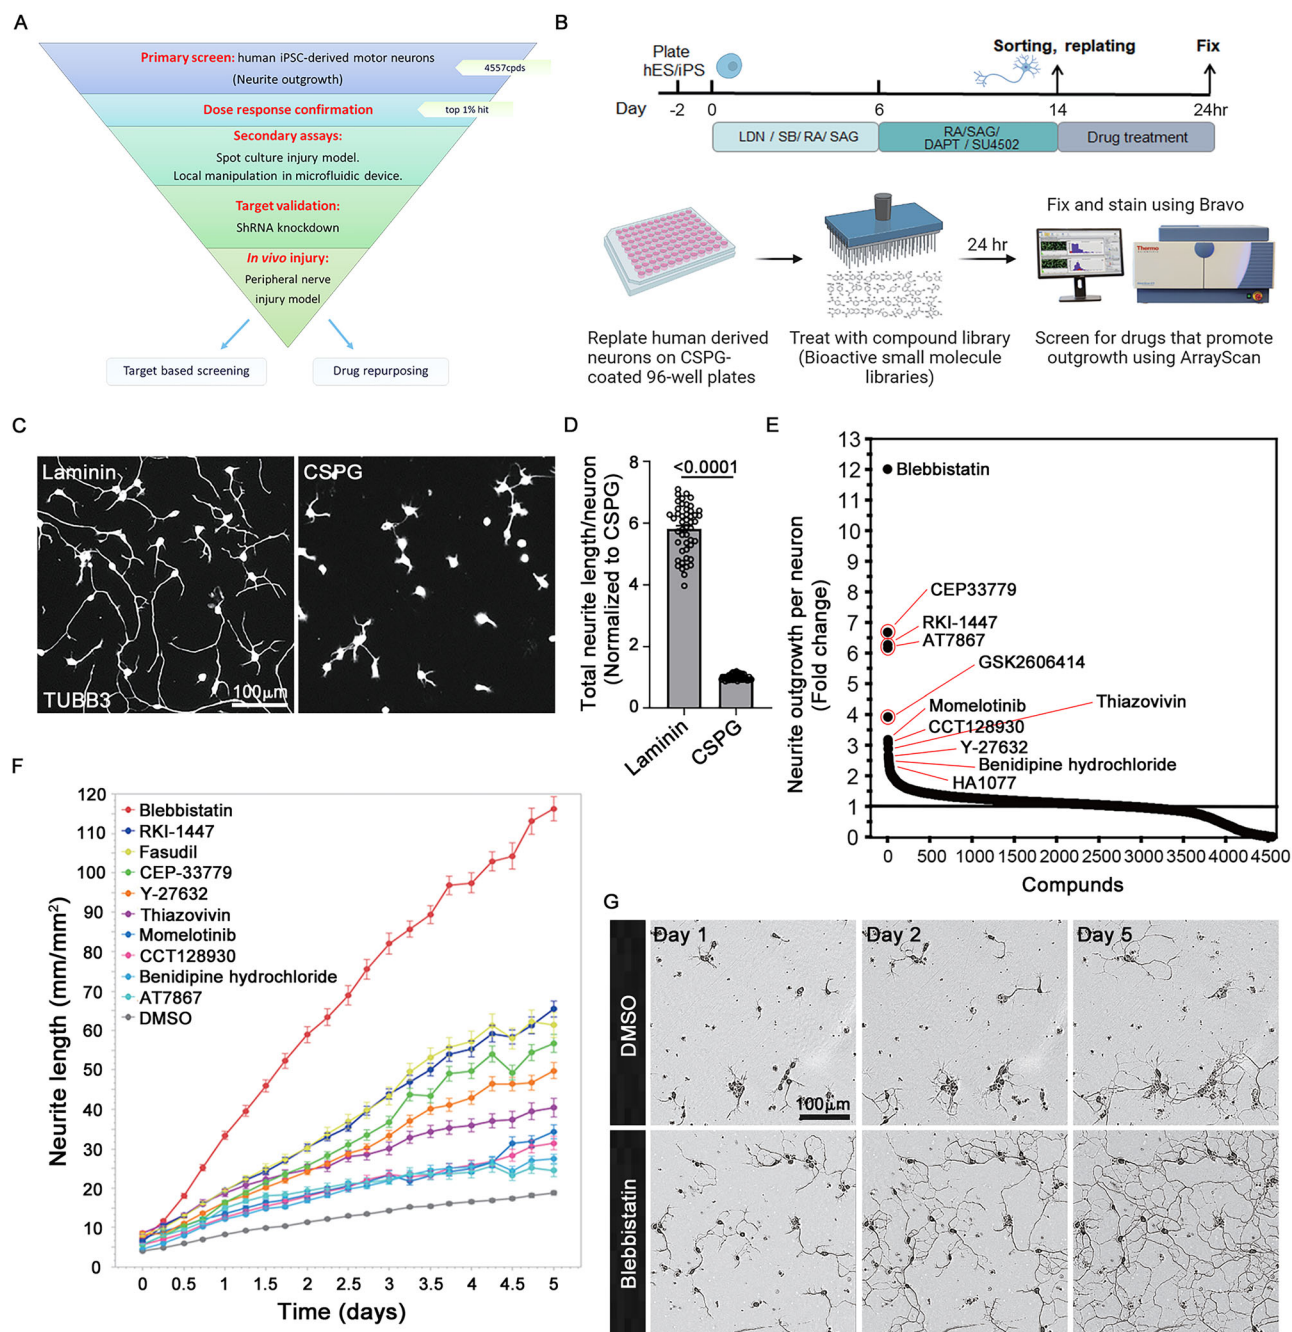 A
Primary screen: human iPSC-derived motor neurons
(Neurite outgrowth)
4557cpds
Dose response confirmation
top 1% hit
Secondary assays:
Spot culture injury model.
Local manipulation in microfluidic device.
Target validation:
ShRNA knockdown
In vivo injury:
Peripheral nerve
injury model
Target based screening
Drug repurposing
B
Plate
hES/iPS
Sorting, replating
Fix
Day
-2
0
6
14
24hr
LDN / SB/ RA/ SAG
RA/SAG/
DAPT / SU4502
Drug treatment
24 hr
Fix and stain using Bravo
Thermo
Replate human derived
neurons on CSPG-
coated 96-well plates
Treat with compound library
(Bioactive small molecule
libraries)
Screen for drugs that promote
outgrowth using ArrayScan
C
Laminin
CSPG
TUBB3
100μm
D
Total neurite length/neuron
(Normalized to CSPG)
<0.0001
8
6
4
2
0
Laminin
CSPG
E
Neurite outgrowth per neuron
(Fold change)
13
12
11
10
9
8
7
6
5
4
3
2
1
0
Blebbistatin
CEP33779
RKI-1447
AT7867
GSK2606414
Momelotinib
Thiazovivin
CCT128930
Y-27632
Benidipine hydrochloride
HA1077
0 500 1000 1500 2000 2500 3000 3500 4000 4500
Compunds
F
Neurite length (mm/mm²)
120
110
100
90
80
70
60
50
40
30
20
10
0
Blebbistatin
RKI-1447
Fasudil
CEP-33779
Y-27632
Thiazovivin
Momelotinib
CCT128930
Benidipine hydrochloride
AT7867
DMSO
0 0.5 1 1.5 2 2.5 3 3.5 4 4.5 5
Time (days)
G
DMSO
Day 1
Day 2
Day 5
100μm
Blebbistatin